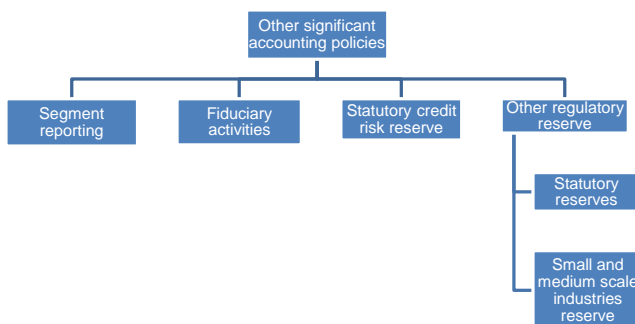 Other significant
accounting policies
Segment
reporting
Fiduciary
activities
Statutory credit
risk reserve
Other regulatory
reserve
Statutory
reserves
Small and
medium scale
industries
reserve